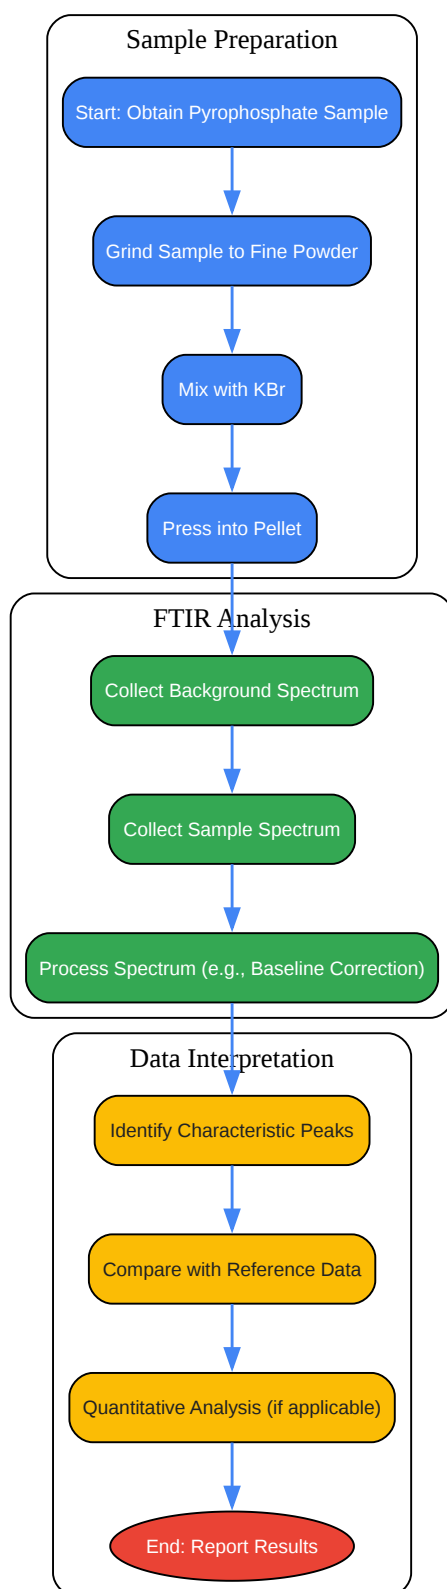 Sample Preparation
Start: Obtain Pyrophosphate Sample
Grind Sample to Fine Powder
Mix with KBr
Press into Pellet
FTIR Analysis
Collect Background Spectrum
Collect Sample Spectrum
Process Spectrum (e.g., Baseline Correction)
Data Interpretation
Identify Characteristic Peaks
Compare with Reference Data
Quantitative Analysis (if applicable)
End: Report Results